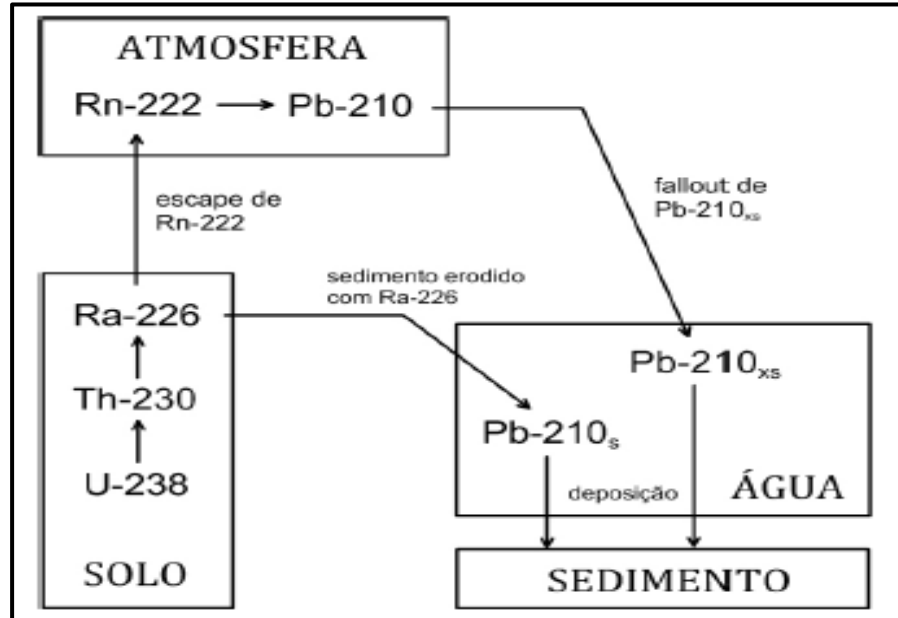 ATMOSFERA
Rn-222
Pb-210
escape de
Rn-222
fallout de
Pb-210xs
sedimento erodido
com Ra-226
Ra-226
Th-230
U-238
SOLO
Pb-210xs
Pb-210s
deposição
ÁGUA
SEDIMENTO